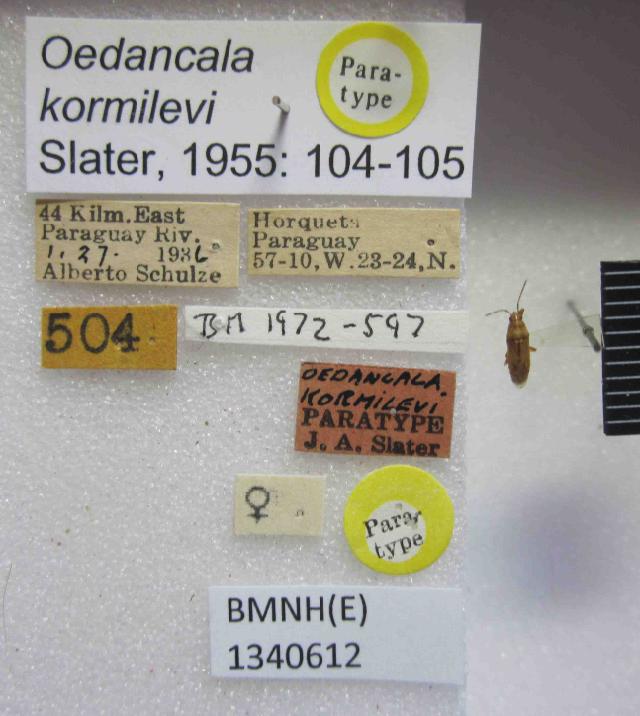 Oedancala
kormilevi
Slater, 1955: 104-105
Para-
type
44 Kilm. East
Paraguay Riv.
1. 27. 193
Alberto Schulze
Horqueta
Paraguay
57-10, W. 23-24, N.
504
BM 1972-597
OEDANCALA.
KORMILEVI
PARATYPE
J. A. Slater
♀
Para-
type
BMNH(E)
1340612